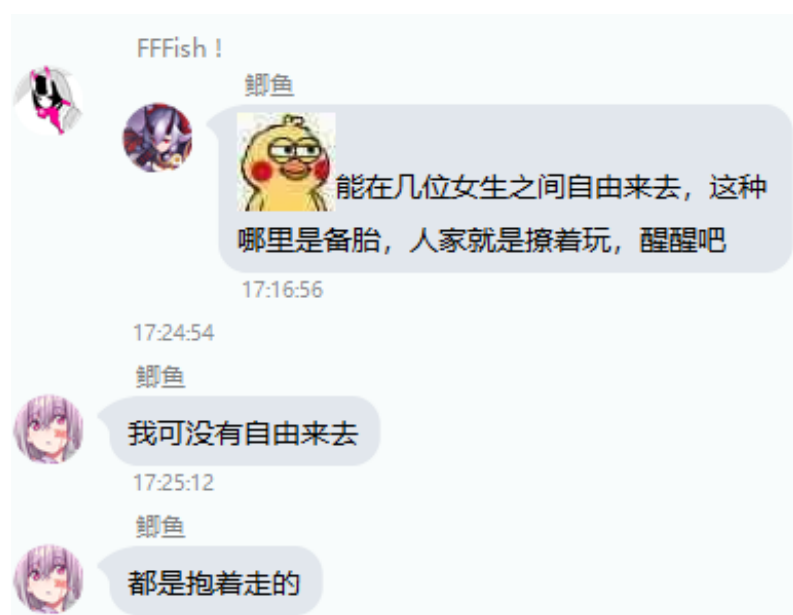 FFFish！
鲫鱼
能在几位女生之间自由来去，这种
哪里是备胎，人家就是撩着玩，醒醒吧
17:16:56
17:24:54
鲫鱼
我可没有自由来去
17:25:12
鲫鱼
都是抱着走的